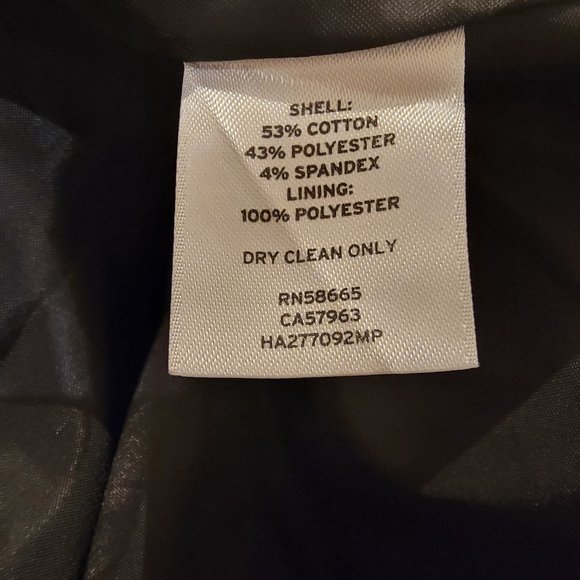 SHELL:
53% COTTON
43% POLYESTER
4% SPANDEX
LINING:
100% POLYESTER
DRY CLEAN ONLY
RN58665
CA57963
HA277092MP